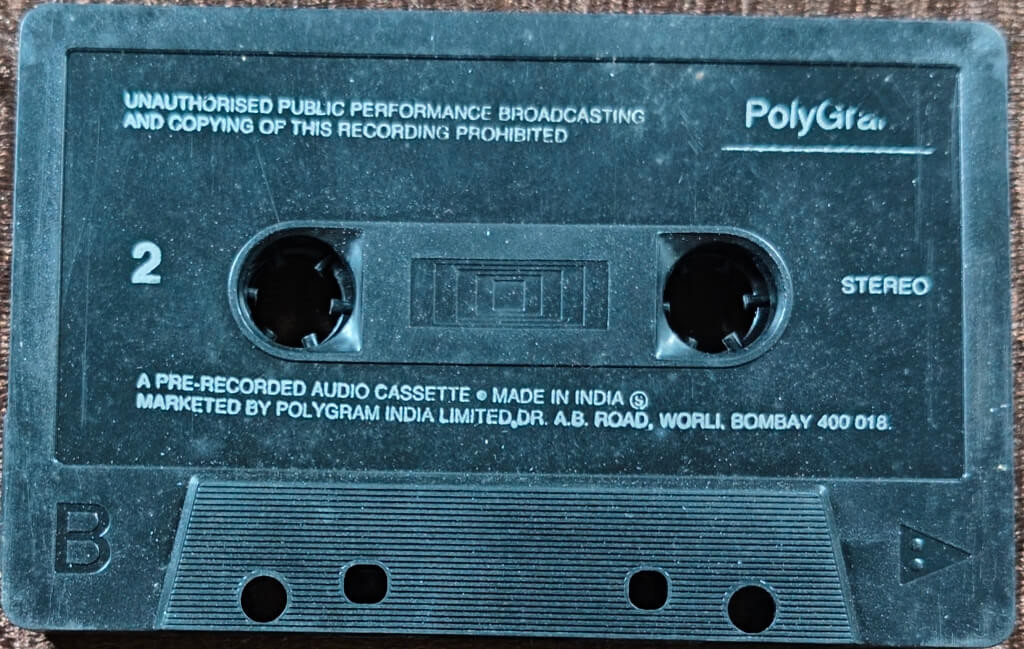 UNAUTHORISED PUBLIC PERFORMANCE BROADCASTING
AND COPYING OF THIS RECORDING PROHIBITED
PolyGra
2
STEREO
A PRE-RECORDED AUDIO CASSETTE • MADE IN INDIA
MARKETED BY POLYGRAM INDIA LIMITED,DR. A.B. ROAD, WORLI, BOMBAY 400 018.
B